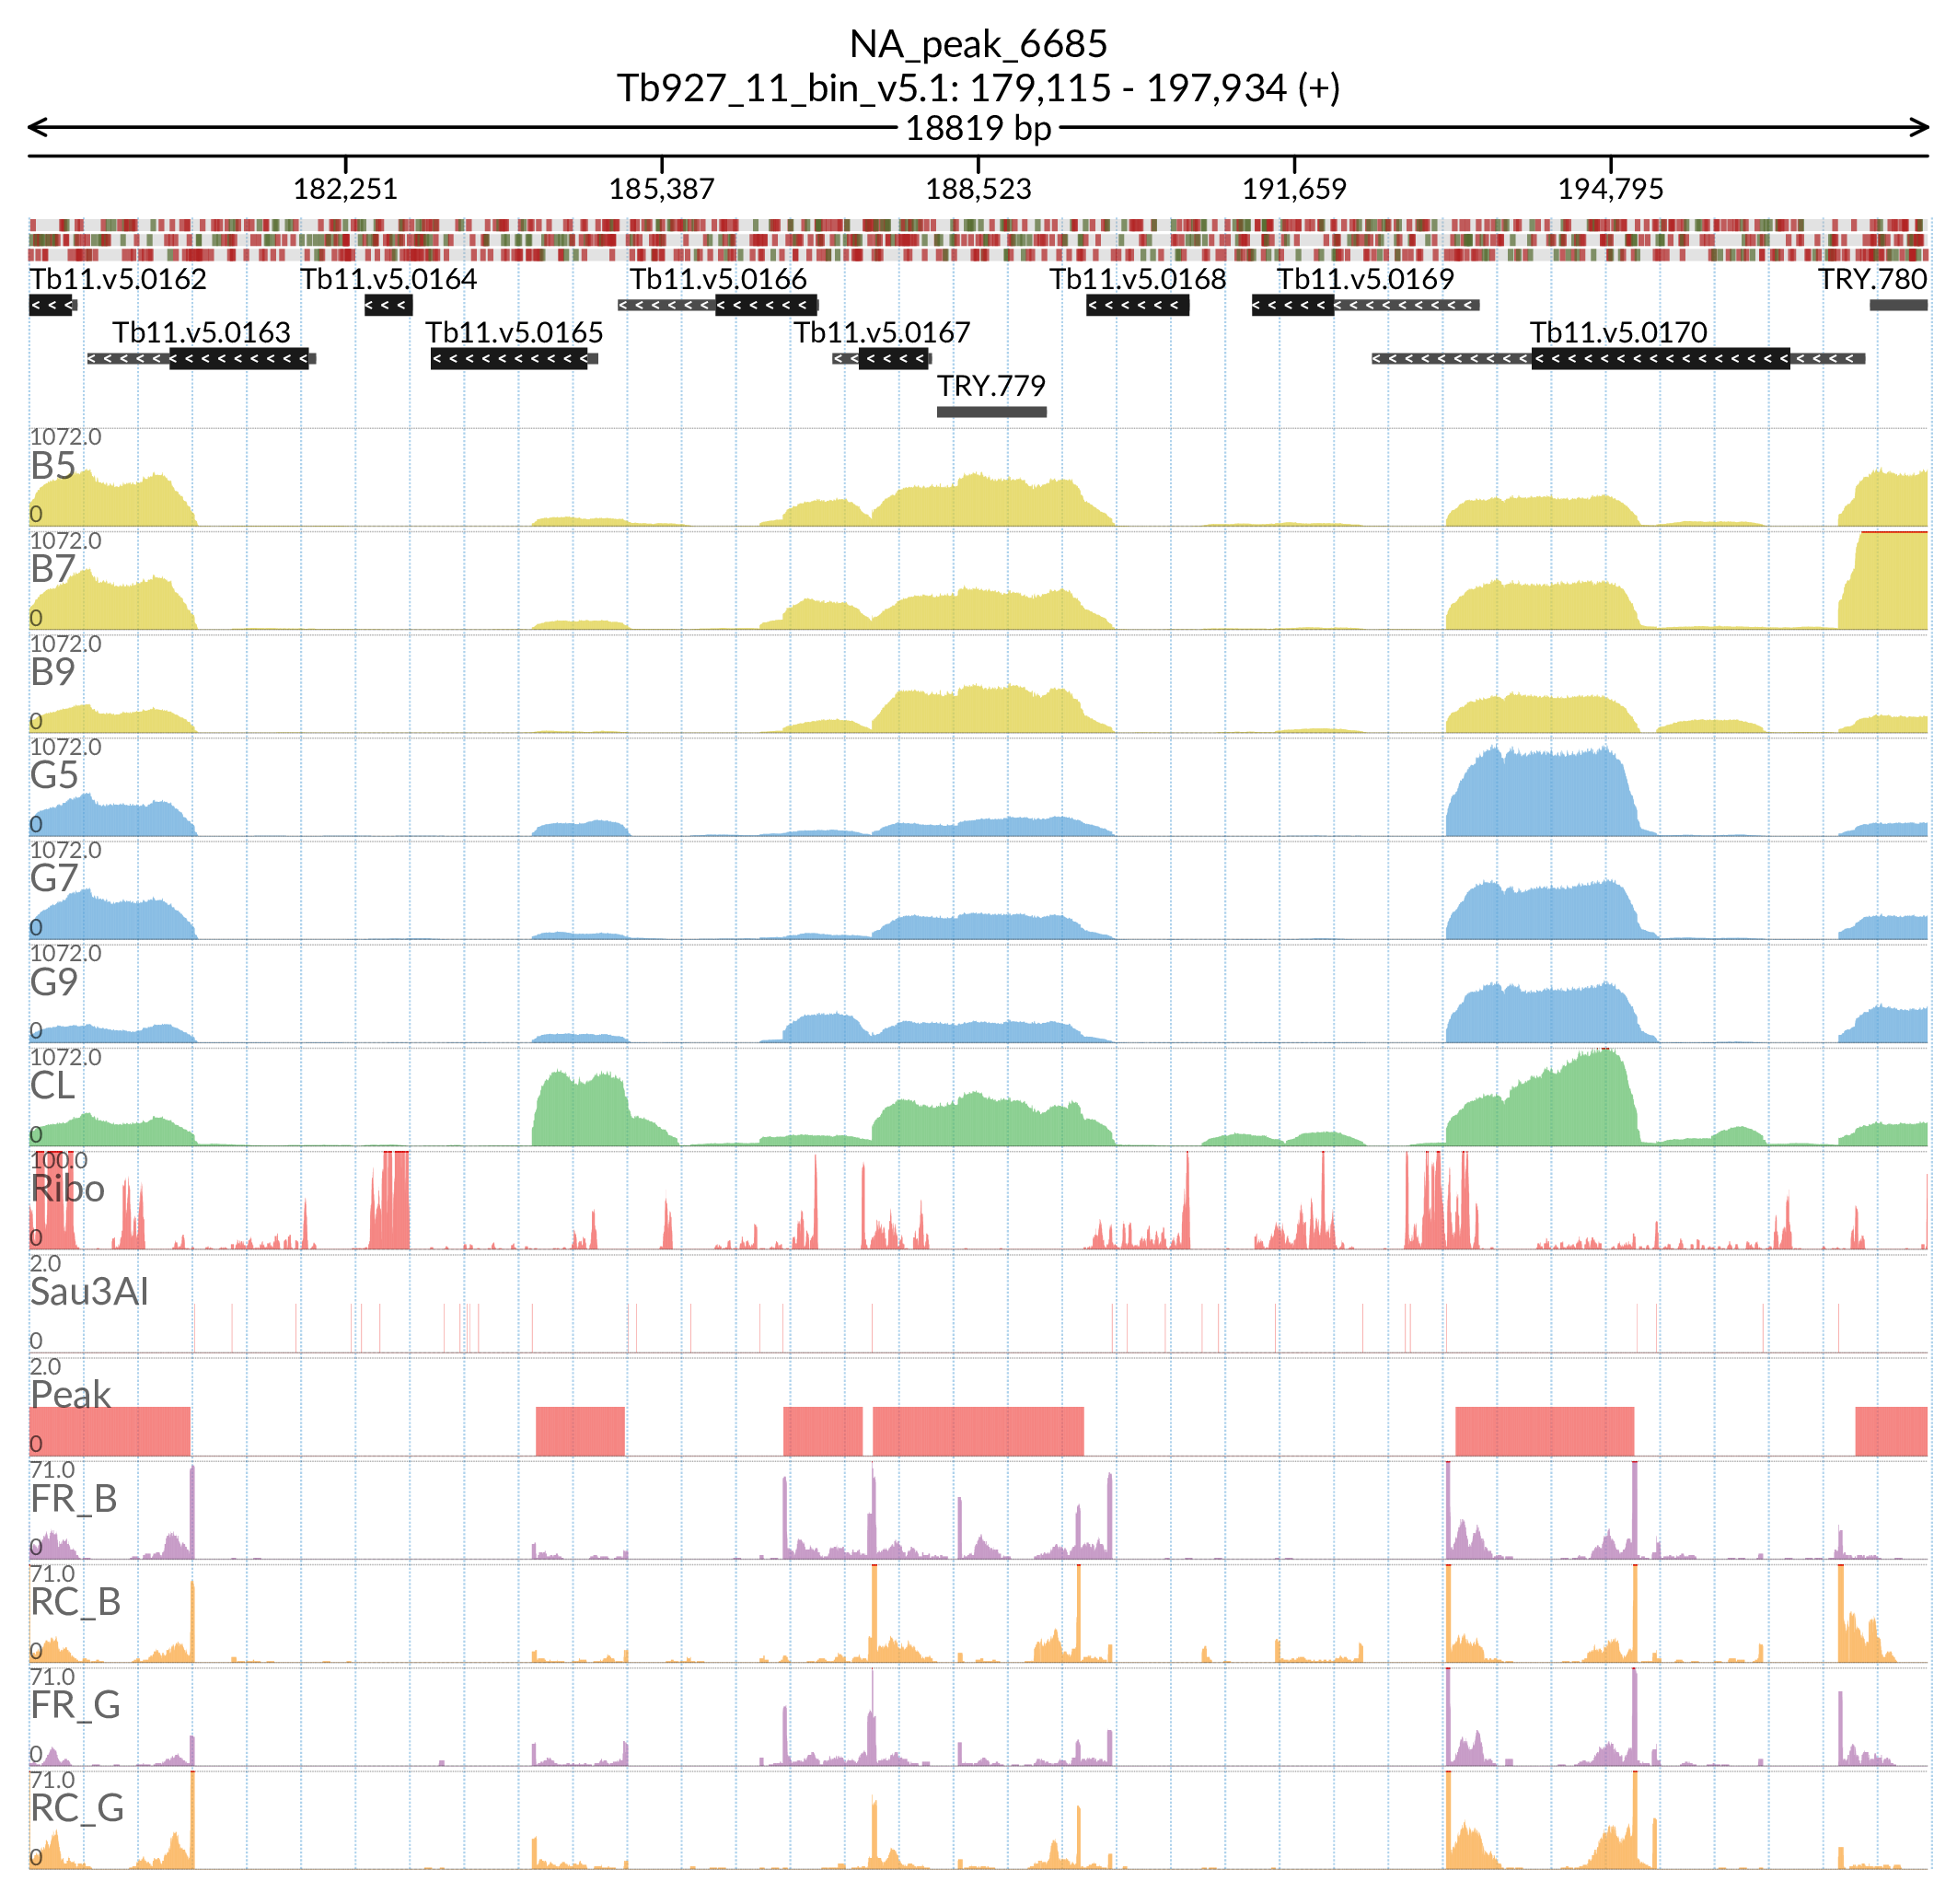 NA_peak_6685
Tb927_11_bin_v5.1: 179,115 - 197,934 (+)
18819 bp
182,251 185,387 188,523 191,659 194,795
Tb11.v5.0162 Tb11.v5.0164 Tb11.v5.0166 Tb11.v5.0168 Tb11.v5.0169 TRY.780
Tb11.v5.0163 Tb11.v5.0165 Tb11.v5.0167 Tb11.v5.0170
TRY.779
1072.0
B5
0
1072.0
B7
0
1072.0
B9
0
1072.0
G5
0
1072.0
G7
0
1072.0
G9
0
1072.0
CL
0
100.0
Ribo
0
2.0
Sau3AI
0
2.0
Peak
0
71.0
FR_B
0
71.0
RC_B
0
71.0
FR_G
0
71.0
RC_G
0